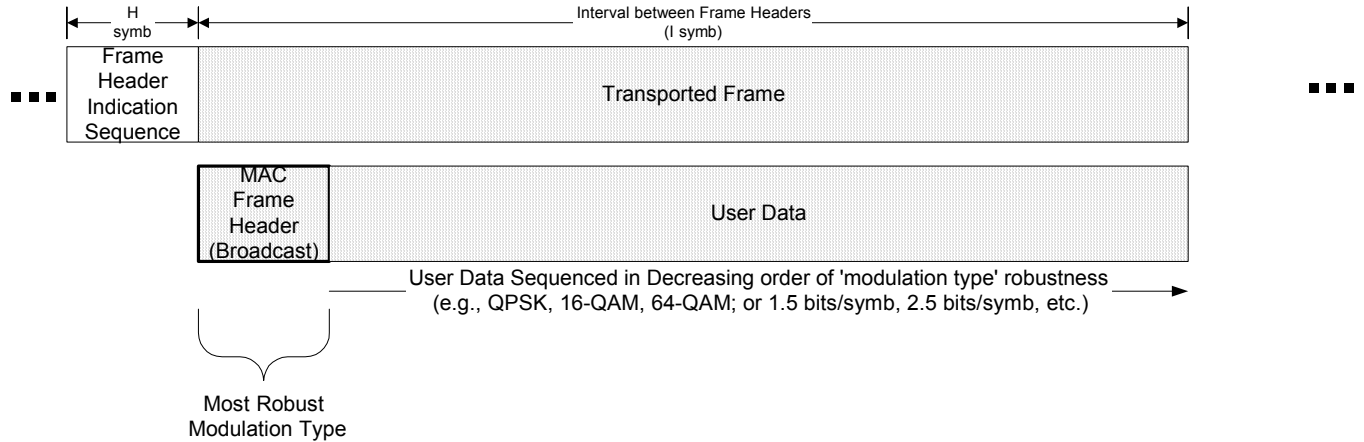 H
symb
Interval between Frame Headers
(I symb)
Frame
Header
Indication
Sequence
Transported Frame
MAC
Frame
Header
(Broadcast)
User Data
User Data Sequenced in Decreasing order of 'modulation type' robustness
(e.g., QPSK, 16-QAM, 64-QAM; or 1.5 bits/symb, 2.5 bits/symb, etc.)
Most Robust
Modulation Type